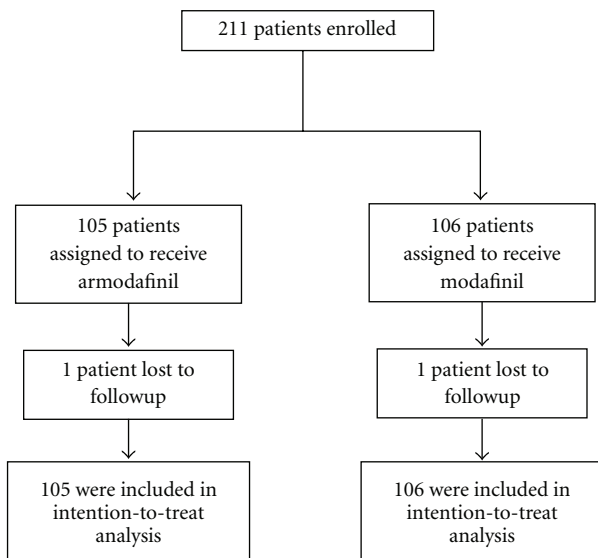 211 patients enrolled
105 patients
assigned to receive
armodafinil
106 patients
assigned to receive
modafinil
1 patient lost to
followup
1 patient lost to
followup
105 were included in
intention-to-treat
analysis
106 were included in
intention-to-treat
analysis